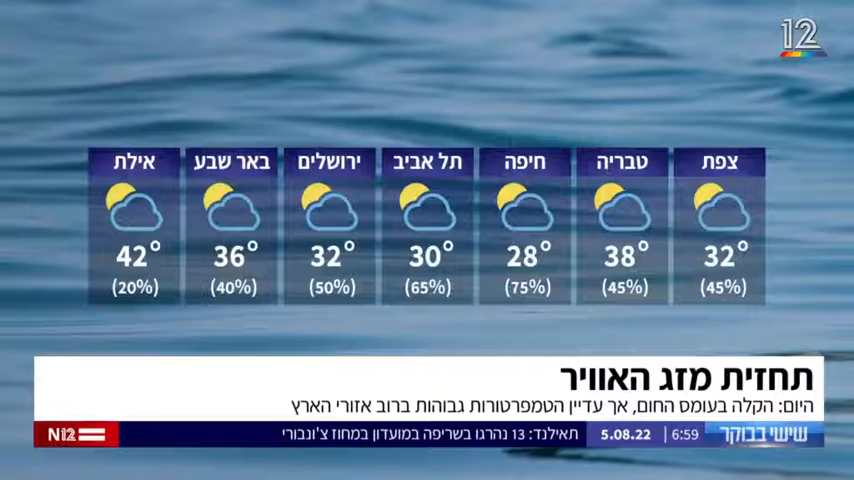 12
צפת
32°
(45%)
טבריה
38°
(45%)
חיפה
28°
(75%)
תל אביב
30°
(65%)
ירושלים
32°
(50%)
באר שבע
36°
(40%)
אילת
42°
(20%)
תחזית מזג האוויר
היום: הקלה בעומס החום, אך עדיין הטמפרטורות גבוהות ברוב אזורי הארץ
שישי בבוקר 6:59 | 5.08.22 תאילנד: 13 נהרגו בשריפה במועדון במחוז צ'ונבורי N12